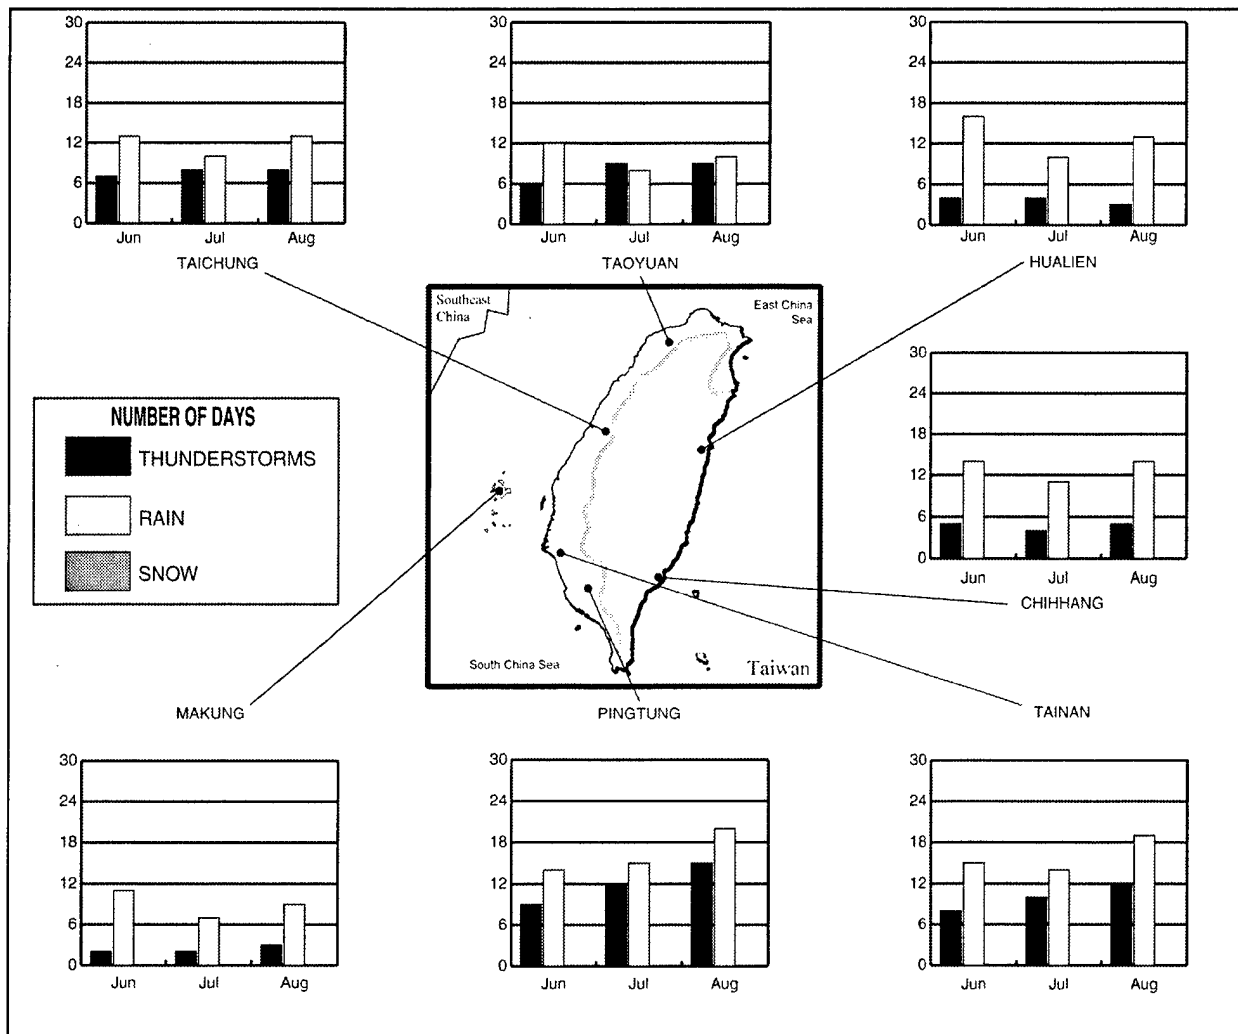 30
24
18
12
6
0
Jun Jul Aug
TAICHUNG
30
24
18
12
6
0
Jun Jul Aug
TAOYUAN
30
24
18
12
6
0
Jun Jul Aug
HUALIEN
Southeast
China
East China
Sea
South China Sea
Taiwan
NUMBER OF DAYS
THUNDERSTORMS
RAIN
SNOW
30
24
18
12
6
0
Jun Jul Aug
CHIHHANG
MAKUNG
30
24
18
12
6
0
Jun Jul Aug
PINGTUNG
30
24
18
12
6
0
Jun Jul Aug
TAINAN
30
24
18
12
6
0
Jun Jul Aug